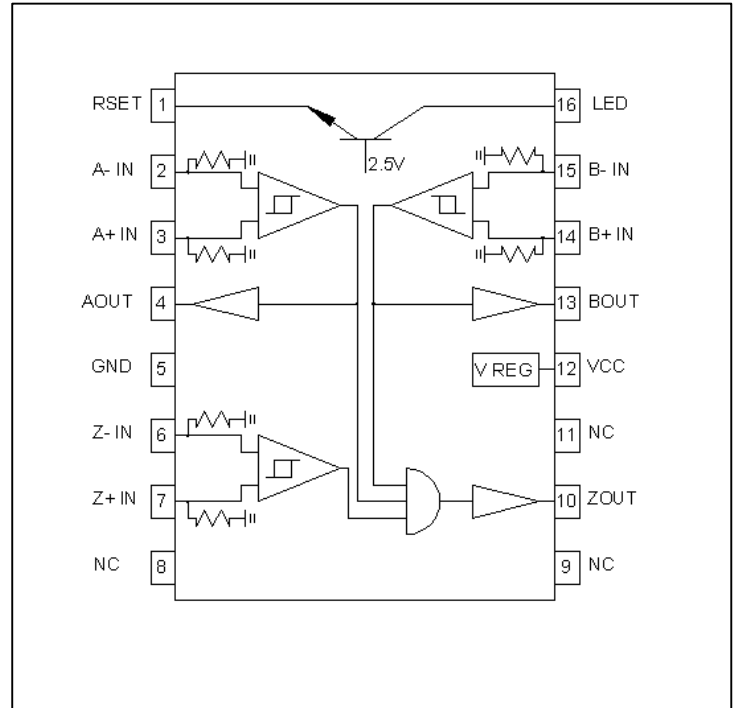 RSET 1
16 LED
2.5V
A- IN 2
15 B- IN
A+ IN 3
14 B+ IN
AOUT 4
13 BOUT
GND 5
V REG
12 VCC
Z- IN 6
11 NC
Z+ IN 7
10 ZOUT
NC 8
9 NC